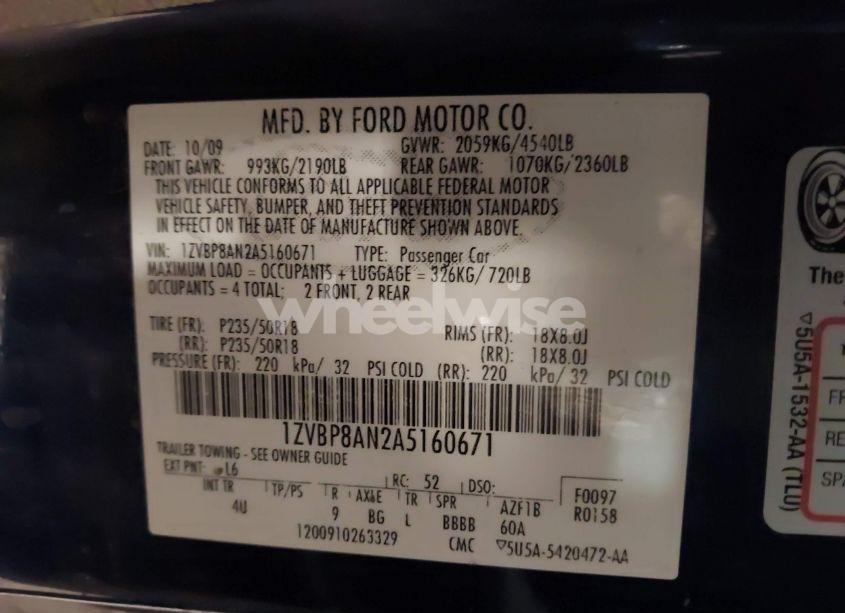 MFD. BY FORD MOTOR CO.
DATE: 10/09 GVWR: 2059KG/4540LB
FRONT GAWR: 993KG/2190LB REAR GAWR: 1070KG/2360LB
THIS VEHICLE CONFORMS TO ALL APPLICABLE FEDERAL MOTOR
VEHICLE SAFETY, BUMPER, AND THEFT PREVENTION STANDARDS
IN EFFECT ON THE DATE OF MANUFACTURE SHOWN ABOVE.
VIN: 1ZVBP8AN2A5160671 TYPE: Passenger Car
MAXIMUM LOAD = OCCUPANTS + LUGGAGE = 326KG/ 720LB
OCCUPANTS = 4 TOTAL: 2 FRONT, 2 REAR
wheelwise
TIRE (FR): P235/50R18 RIMS (FR): 18X8.0J
(RR): P235/50R18 (RR): 18X8.0J
PRESSURE (FR): 220 kPa/ 32 PSI COLD (RR): 220 kPa/ 32 PSI COLD
1ZVBP8AN2A5160671
TRAILER TOWING - SEE OWNER GUIDE
EXT PNT: L6 RC: 52 DSO:
INT TR TP/PS R AXLE TR SPR AZF1B F0097
4U 9 BG L BBBB 60A R0158
1200910263329 CMC ▽5U5A-5420472-AA
The
▽5U5A-1532-AA (TLU)
FR
RE
SPA